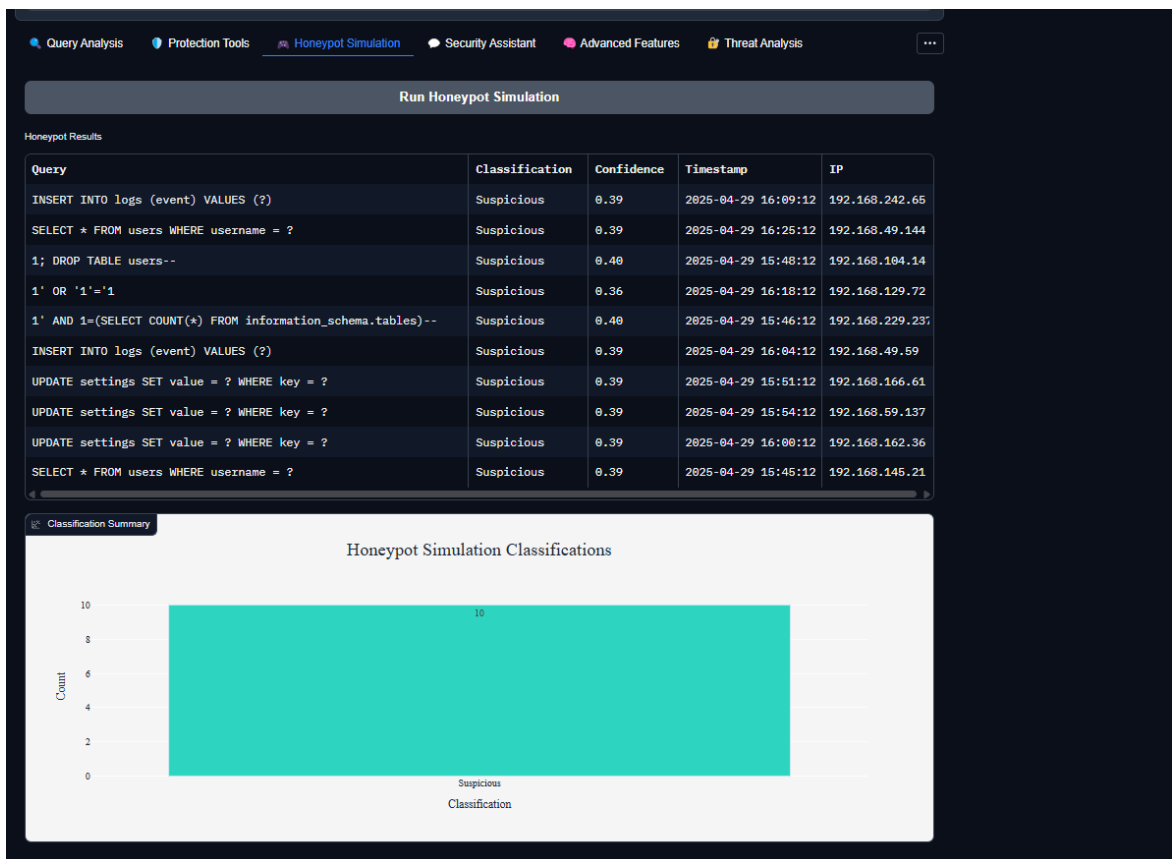 Query Analysis Protection Tools Honeypot Simulation Security Assistant Advanced Features Threat Analysis ...
Run Honeypot Simulation
Honeypot Results
Query Classification Confidence Timestamp IP
INSERT INTO logs (event) VALUES (?) Suspicious 0.39 2025-04-29 16:09:12 192.168.242.65
SELECT * FROM users WHERE username = ? Suspicious 0.39 2025-04-29 16:25:12 192.168.49.144
1; DROP TABLE users-- Suspicious 0.40 2025-04-29 15:48:12 192.168.104.14
1' OR '1'='1 Suspicious 0.36 2025-04-29 16:18:12 192.168.129.72
1' AND 1=(SELECT COUNT(*) FROM information_schema.tables)-- Suspicious 0.40 2025-04-29 15:46:12 192.168.229.237
INSERT INTO logs (event) VALUES (?) Suspicious 0.39 2025-04-29 16:04:12 192.168.49.59
UPDATE settings SET value = ? WHERE key = ? Suspicious 0.39 2025-04-29 15:51:12 192.168.166.61
UPDATE settings SET value = ? WHERE key = ? Suspicious 0.39 2025-04-29 15:54:12 192.168.59.137
UPDATE settings SET value = ? WHERE key = ? Suspicious 0.39 2025-04-29 16:00:12 192.168.162.36
SELECT * FROM users WHERE username = ? Suspicious 0.39 2025-04-29 15:45:12 192.168.145.21
Classification Summary
Honeypot Simulation Classifications
10
10
8
6
4
2
0
Count
Suspicious
Classification